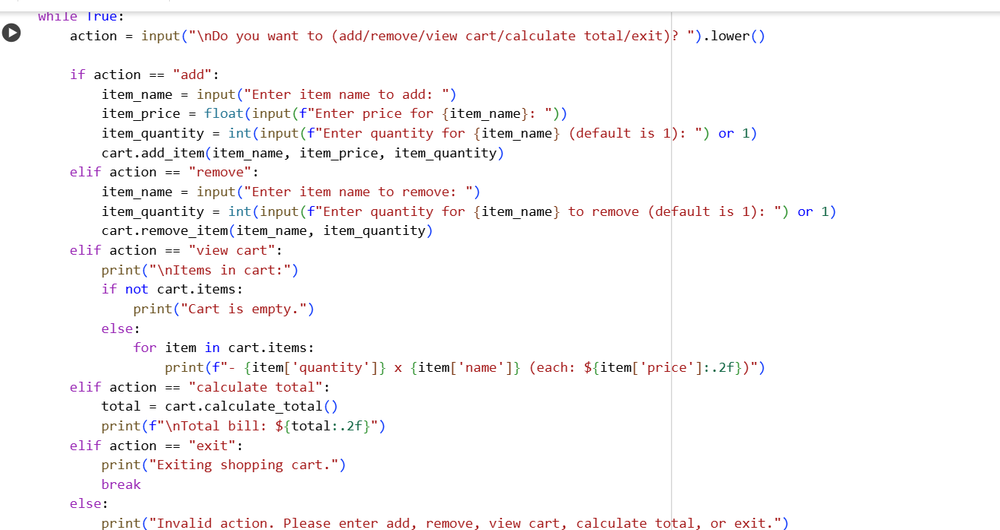 while True:
    action = input("\nDo you want to (add/remove/view cart/calculate total/exit)? ").lower()

    if action == "add":
        item_name = input("Enter item name to add: ")
        item_price = float(input(f"Enter price for {item_name}: "))
        item_quantity = int(input(f"Enter quantity for {item_name} (default is 1): ") or 1)
        cart.add_item(item_name, item_price, item_quantity)
    elif action == "remove":
        item_name = input("Enter item name to remove: ")
        item_quantity = int(input(f"Enter quantity for {item_name} to remove (default is 1): ") or 1)
        cart.remove_item(item_name, item_quantity)
    elif action == "view cart":
        print("\nItems in cart:")
        if not cart.items:
            print("Cart is empty.")
        else:
            for item in cart.items:
                print(f"- {item['quantity']} x {item['name']} (each: ${item['price']:.2f})")
    elif action == "calculate total":
        total = cart.calculate_total()
        print(f"\nTotal bill: ${total:.2f}")
    elif action == "exit":
        print("Exiting shopping cart.")
        break
    else:
        print("Invalid action. Please enter add, remove, view cart, calculate total, or exit.")